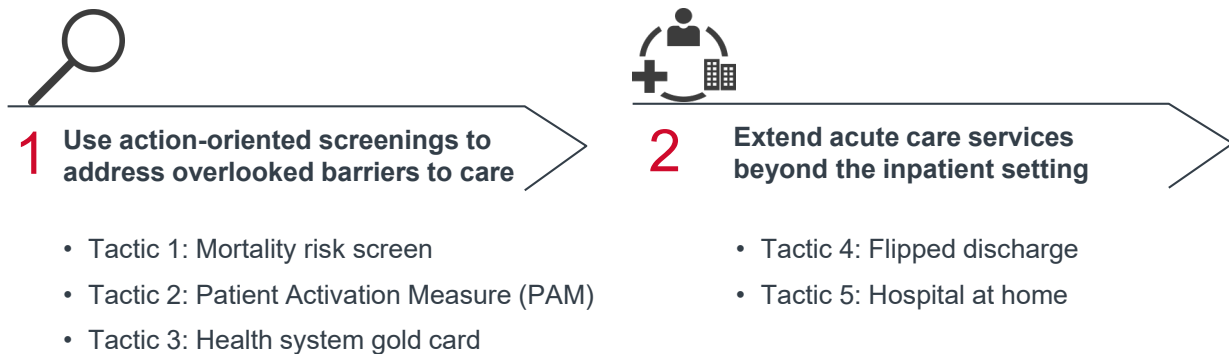 1
Use action-oriented screenings to
address overlooked barriers to care
• Tactic 1: Mortality risk screen
• Tactic 2: Patient Activation Measure (PAM)
• Tactic 3: Health system gold card
2
Extend acute care services
beyond the inpatient setting
• Tactic 4: Flipped discharge
• Tactic 5: Hospital at home